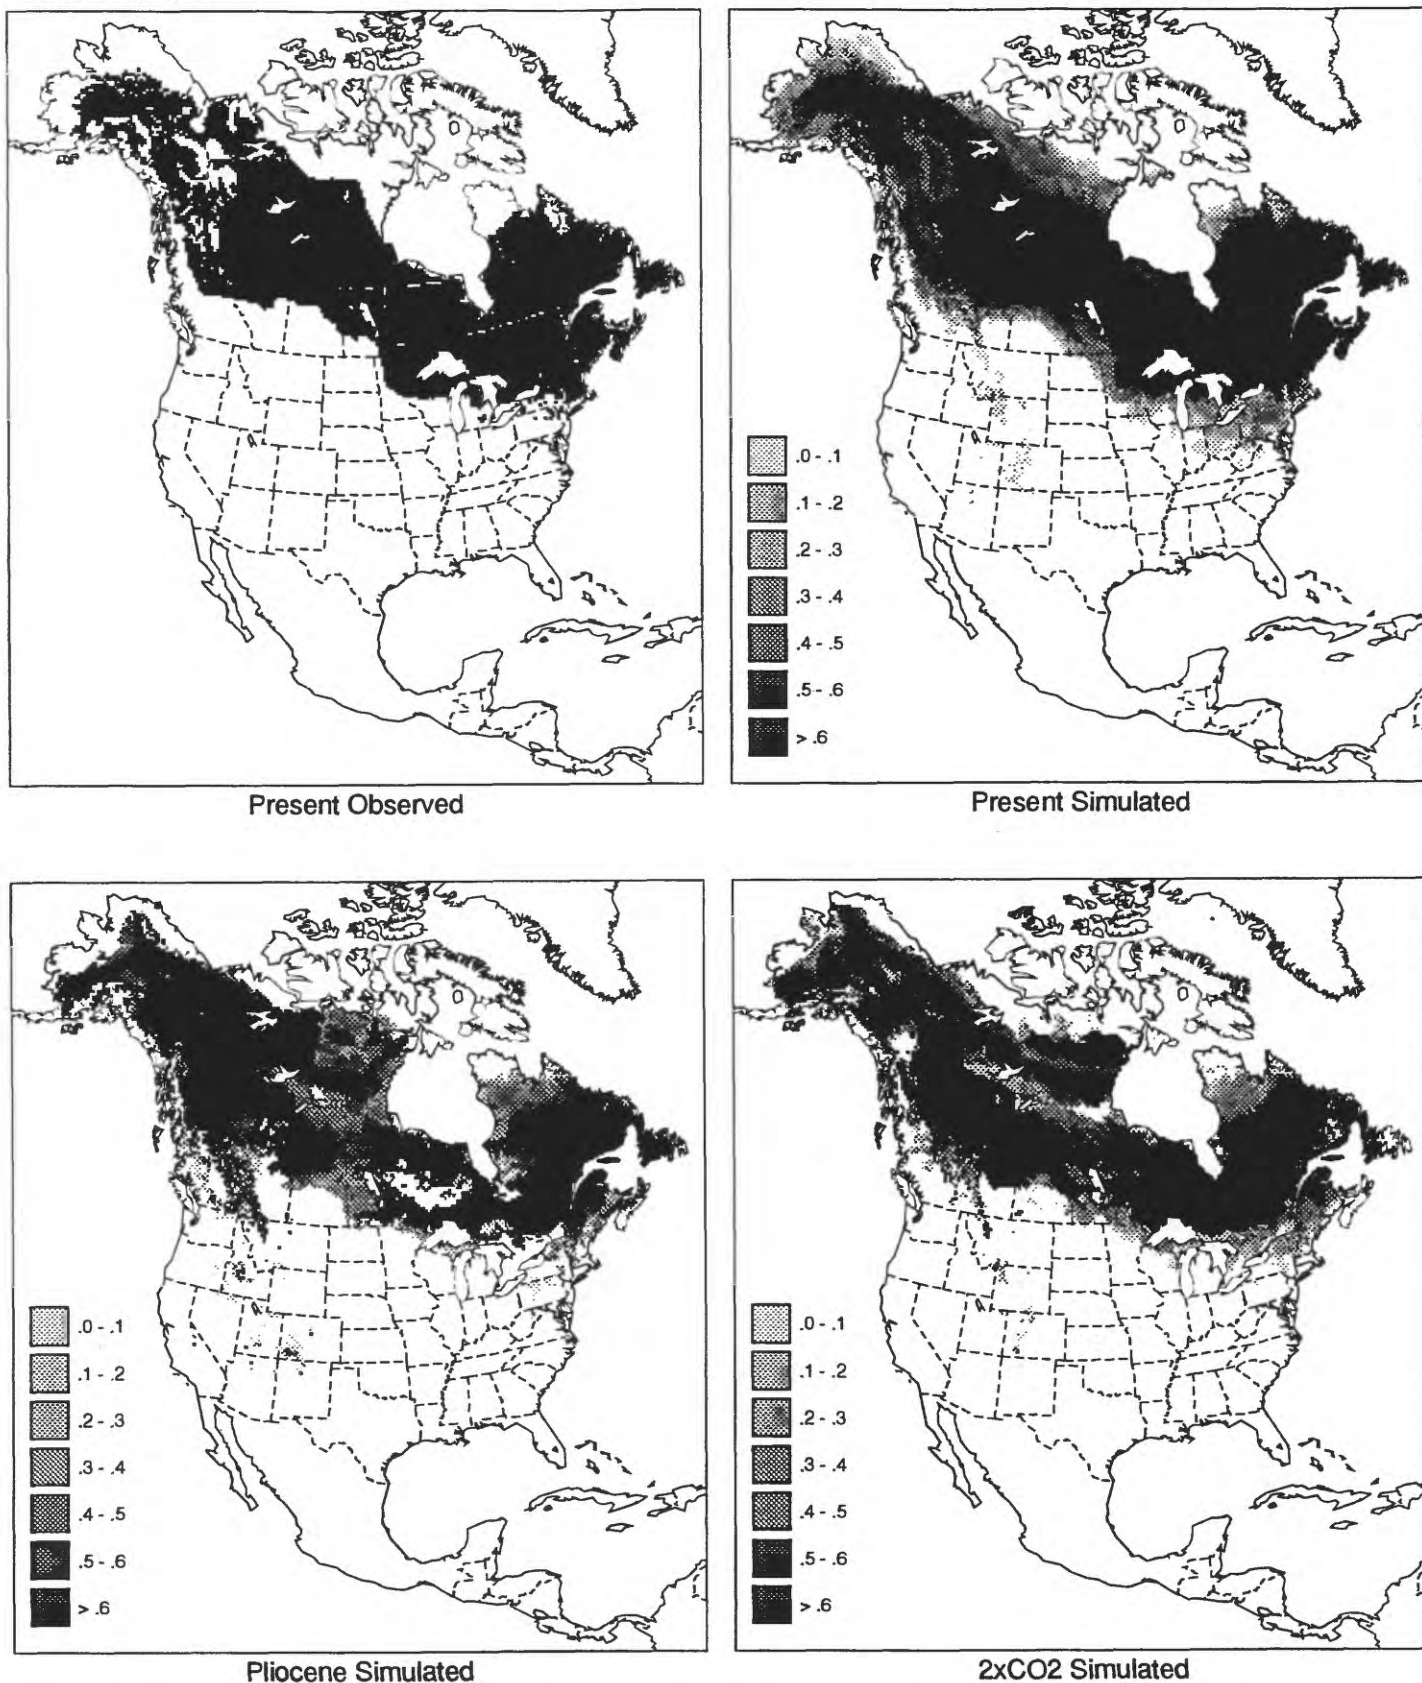 .0 - .1
.1 - .2
.2 - .3
.3 - .4
.4 - .5
.5 - .6
> .6
Present Observed
Present Simulated
.0 - .1
.1 - .2
.2 - .3
.3 - .4
.4 - .5
.5 - .6
> .6
.0 - .1
.1 - .2
.2 - .3
.3 - .4
.4 - .5
.5 - .6
> .6
Pliocene Simulated
2xCO2 Simulated